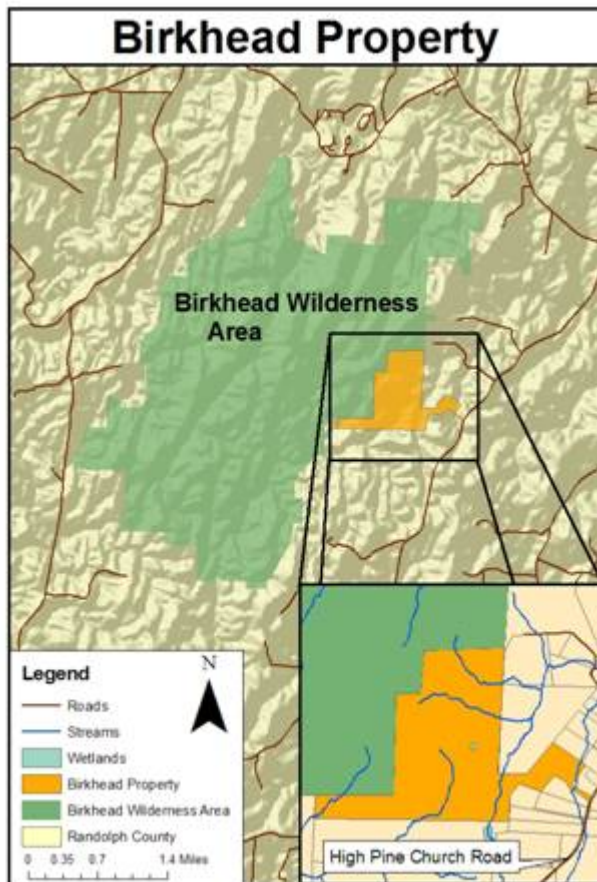 Birkhead Property
Birkhead Wilderness
Area
Legend
N
Roads
Streams
Wetlands
Birkhead Property
Birkhead Wilderness Area
Randolph County
0 0.35 0.7 1.4 Miles
High Pine Church Road